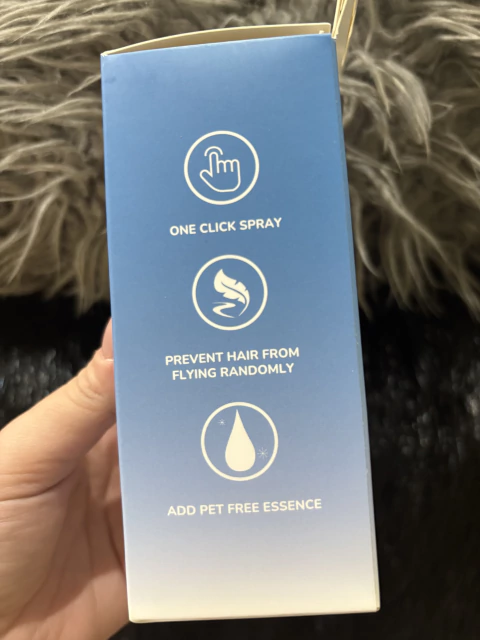 ONE CLICK SPRAY
PREVENT HAIR FROM
FLYING RANDOMLY
ADD PET FREE ESSENCE